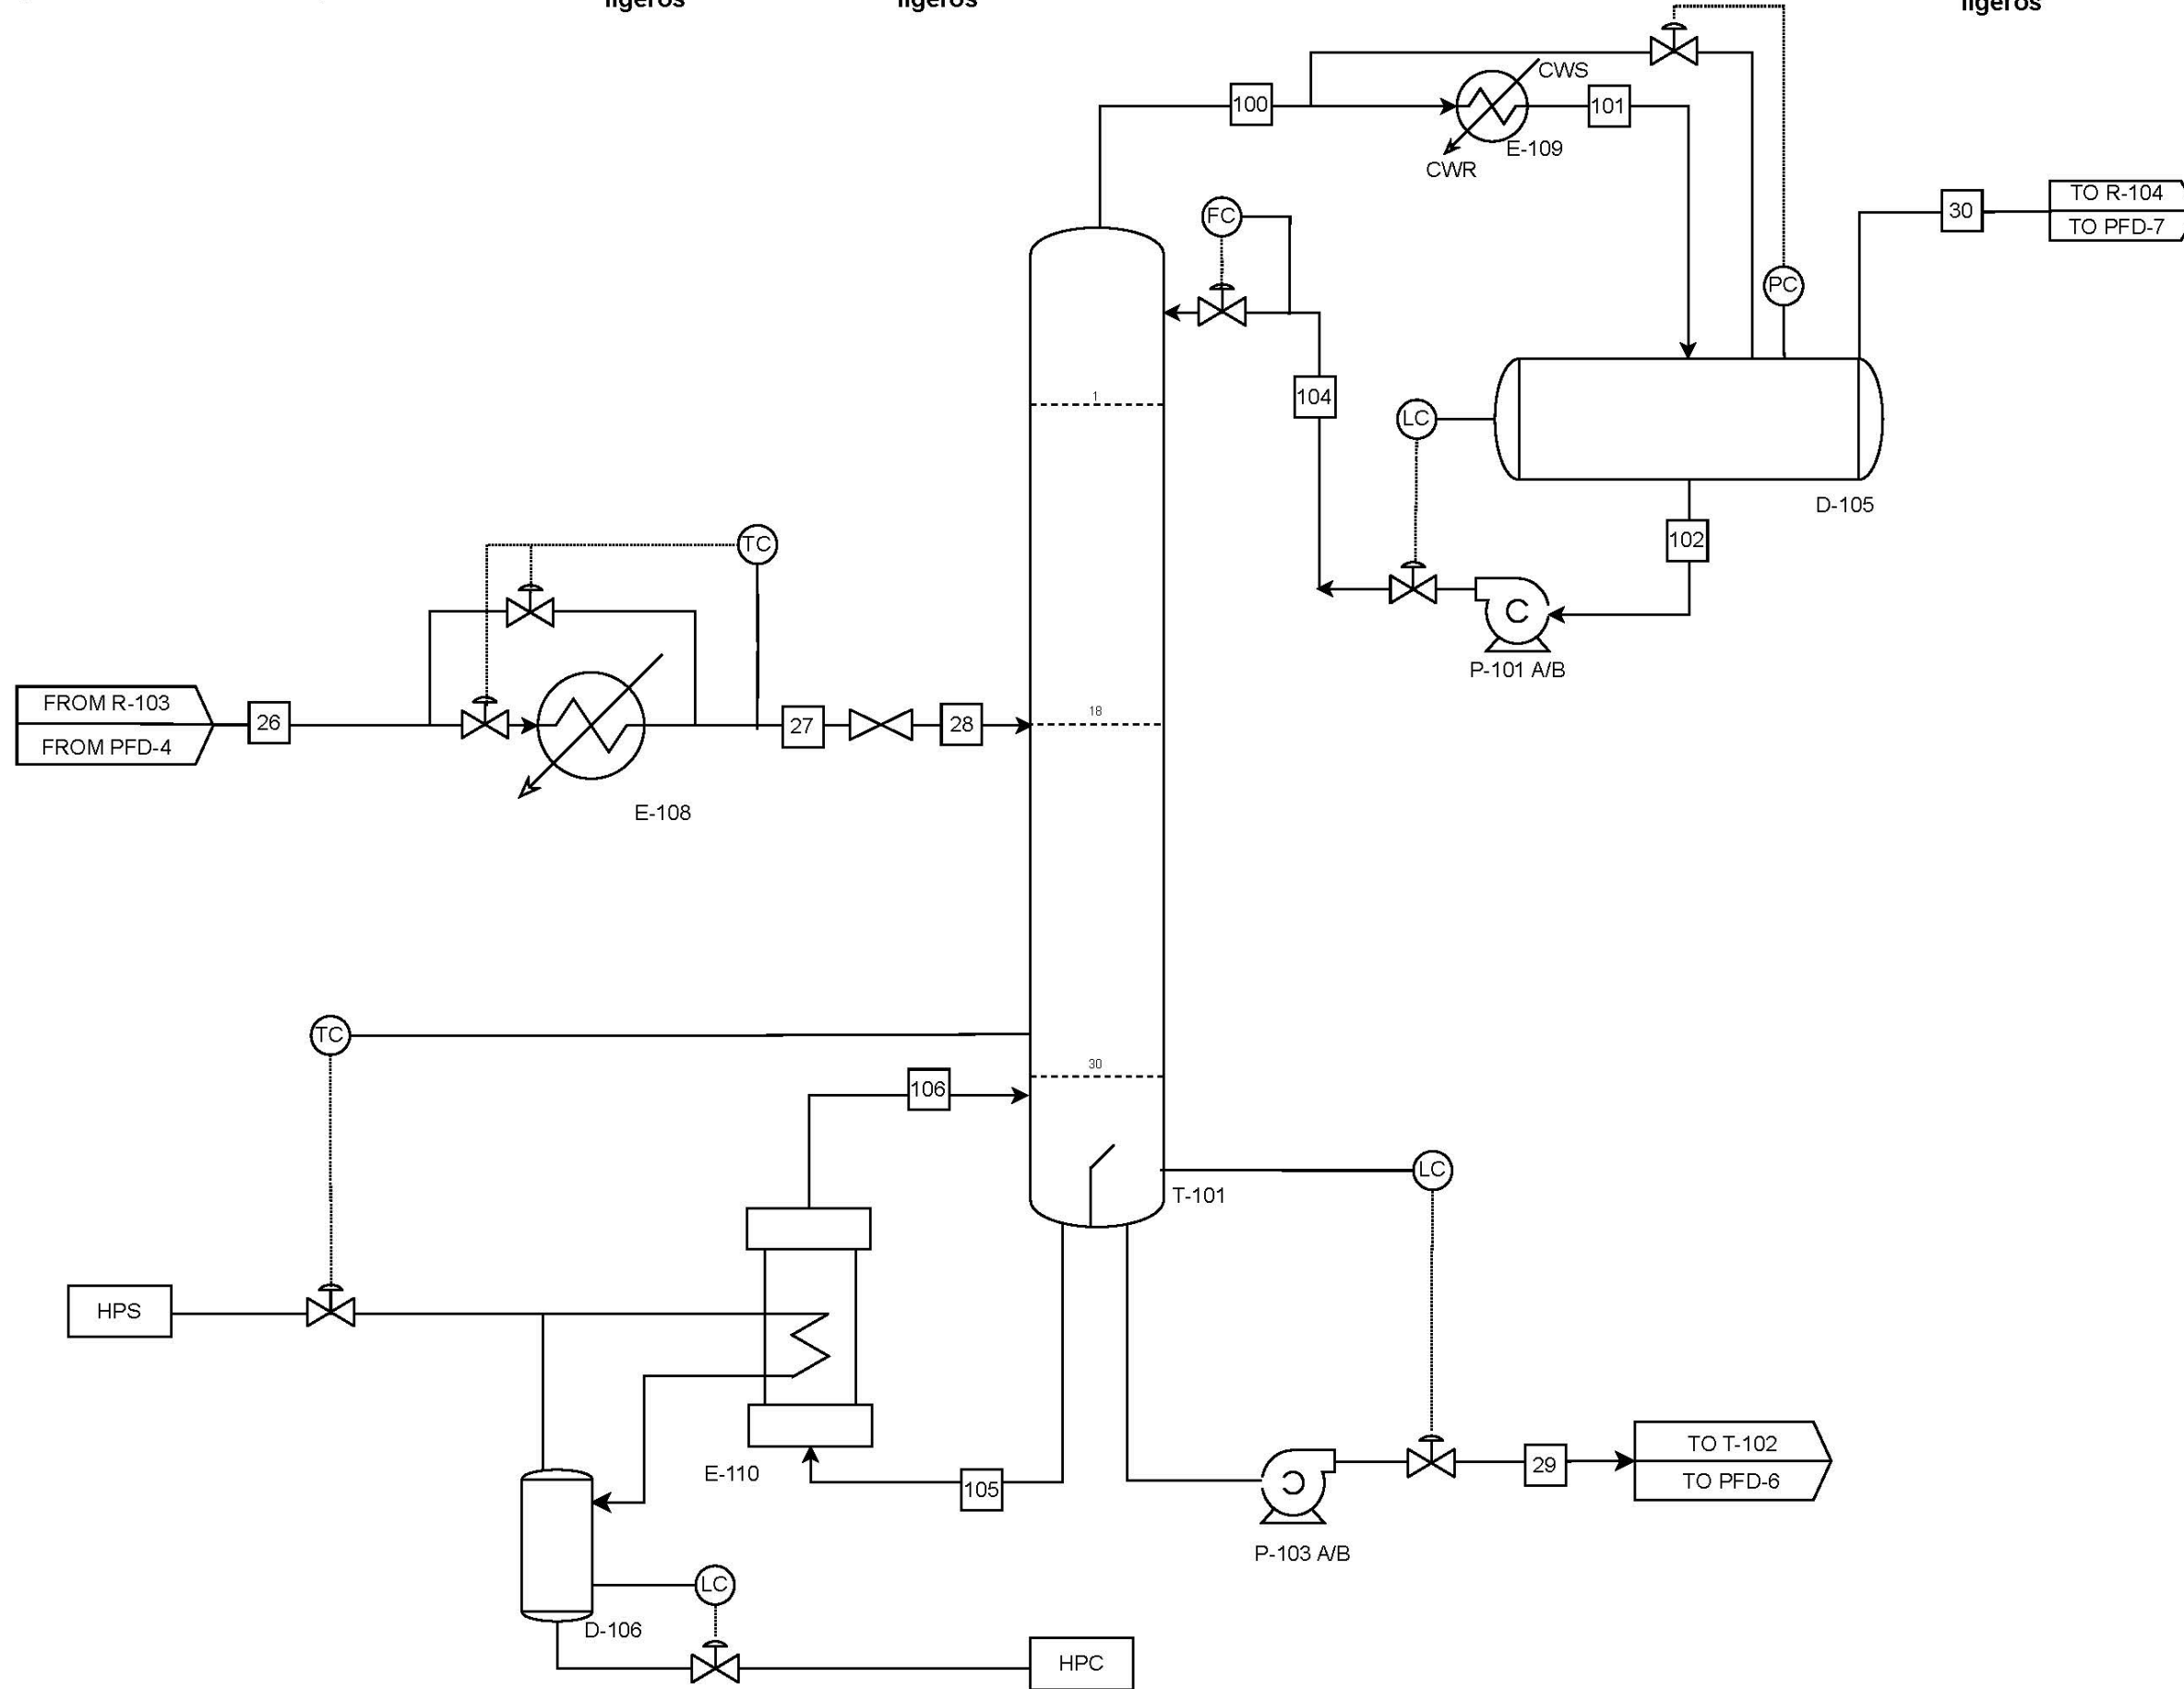 ligeros
ligeros
ligeros
CWS
100
101
E-109
CWR
FC
30
TO R-104
TO PFD-7
PC
1
104
LC
D-105
102
TC
C
P-101 A/B
FROM R-103
26
27
28
18
FROM PFD-4
E-108
TC
30
106
LC
T-101
HPS
E-110
105
C
29
TO T-102
TO PFD-6
P-103 A/B
LC
D-106
HPC